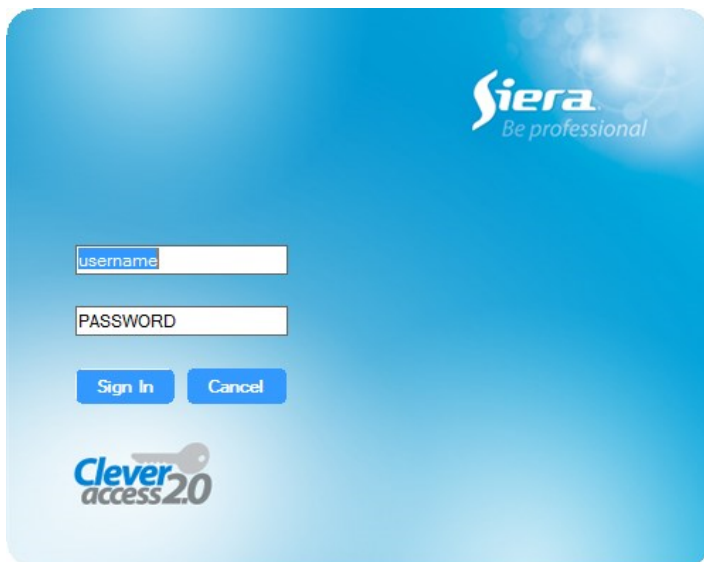 Siera
Be professional
username
PASSWORD
Sign In Cancel
Clever
access2.0